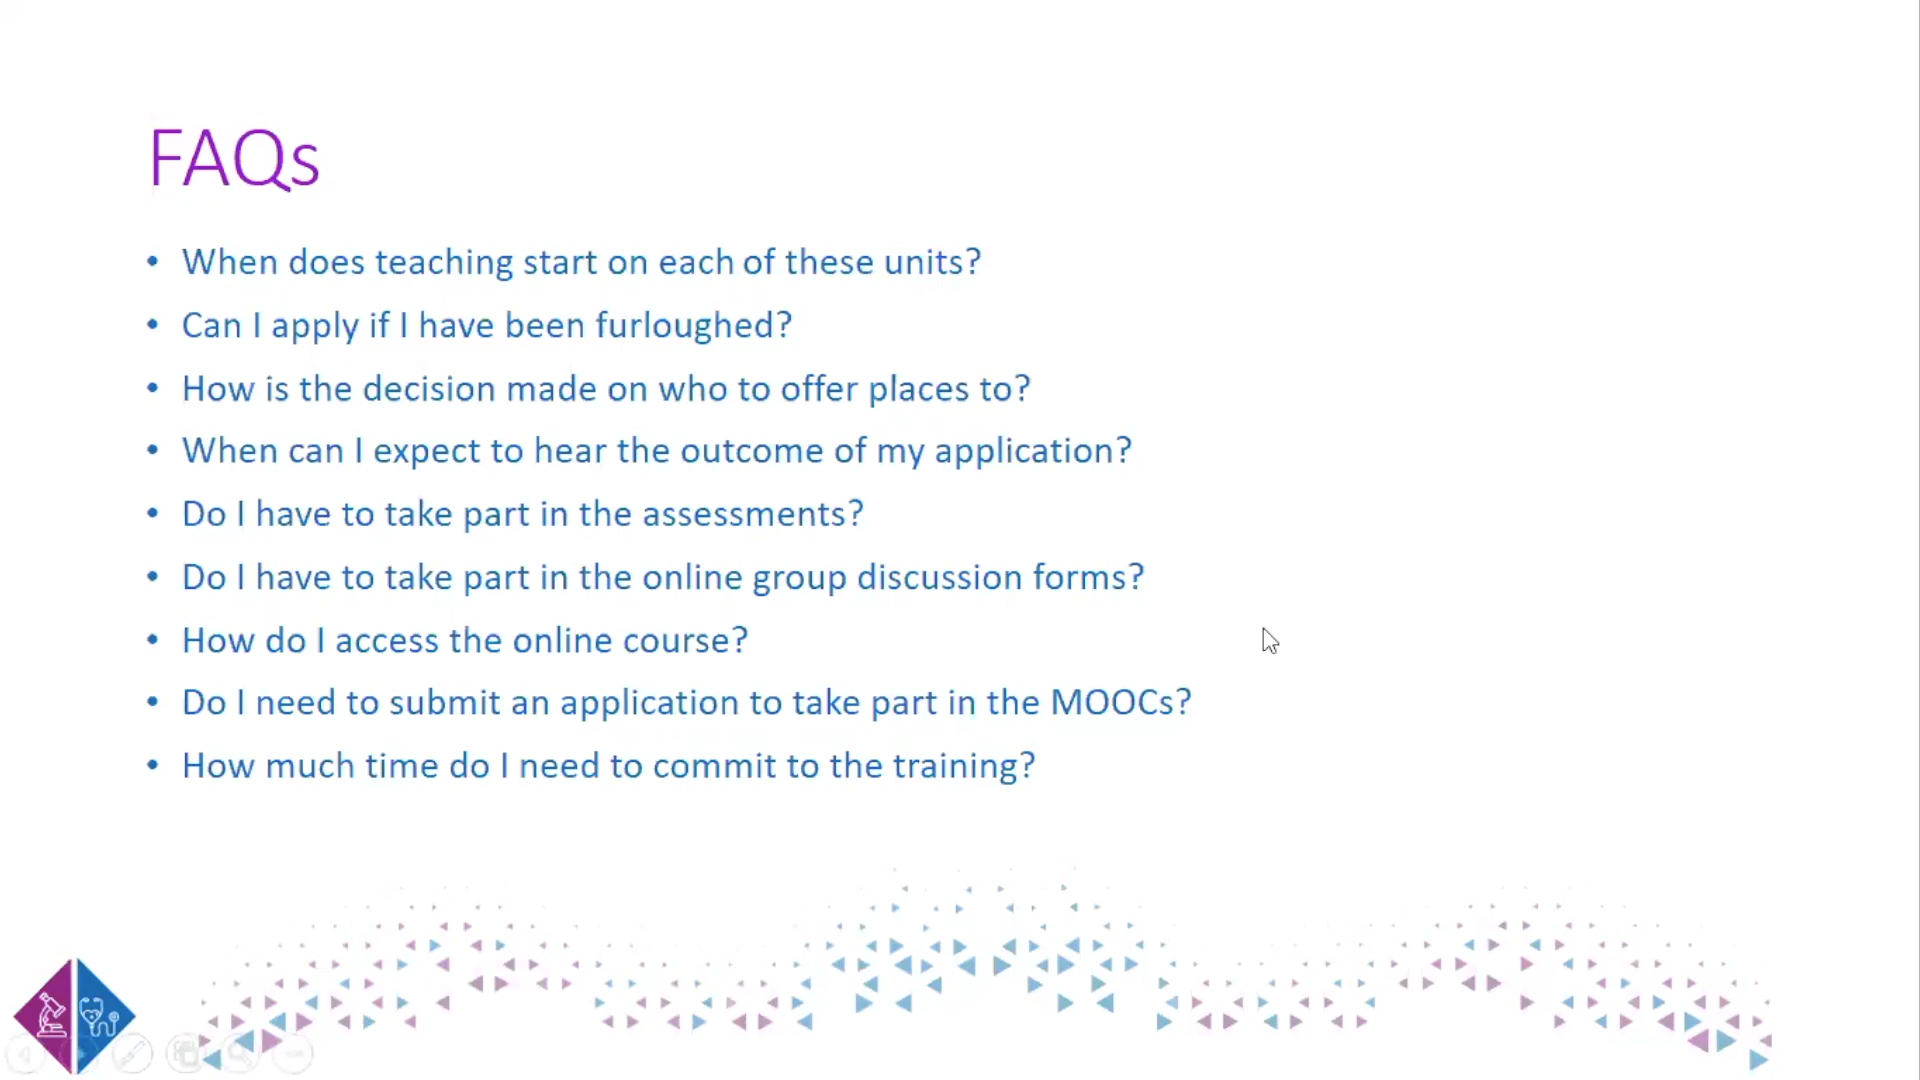 FAQs
• When does teaching start on each of these units?
• Can I apply if I have been furloughed?
• How is the decision made on who to offer places to?
• When can I expect to hear the outcome of my application?
• Do I have to take part in the assessments?
• Do I have to take part in the online group discussion forms?
• How do I access the online course?
• Do I need to submit an application to take part in the MOOCs?
• How much time do I need to commit to the training?